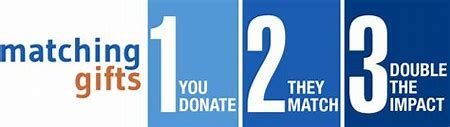 matching
gifts
1
YOU
DONATE
2
THEY
MATCH
3
DOUBLE
THE
IMPACT